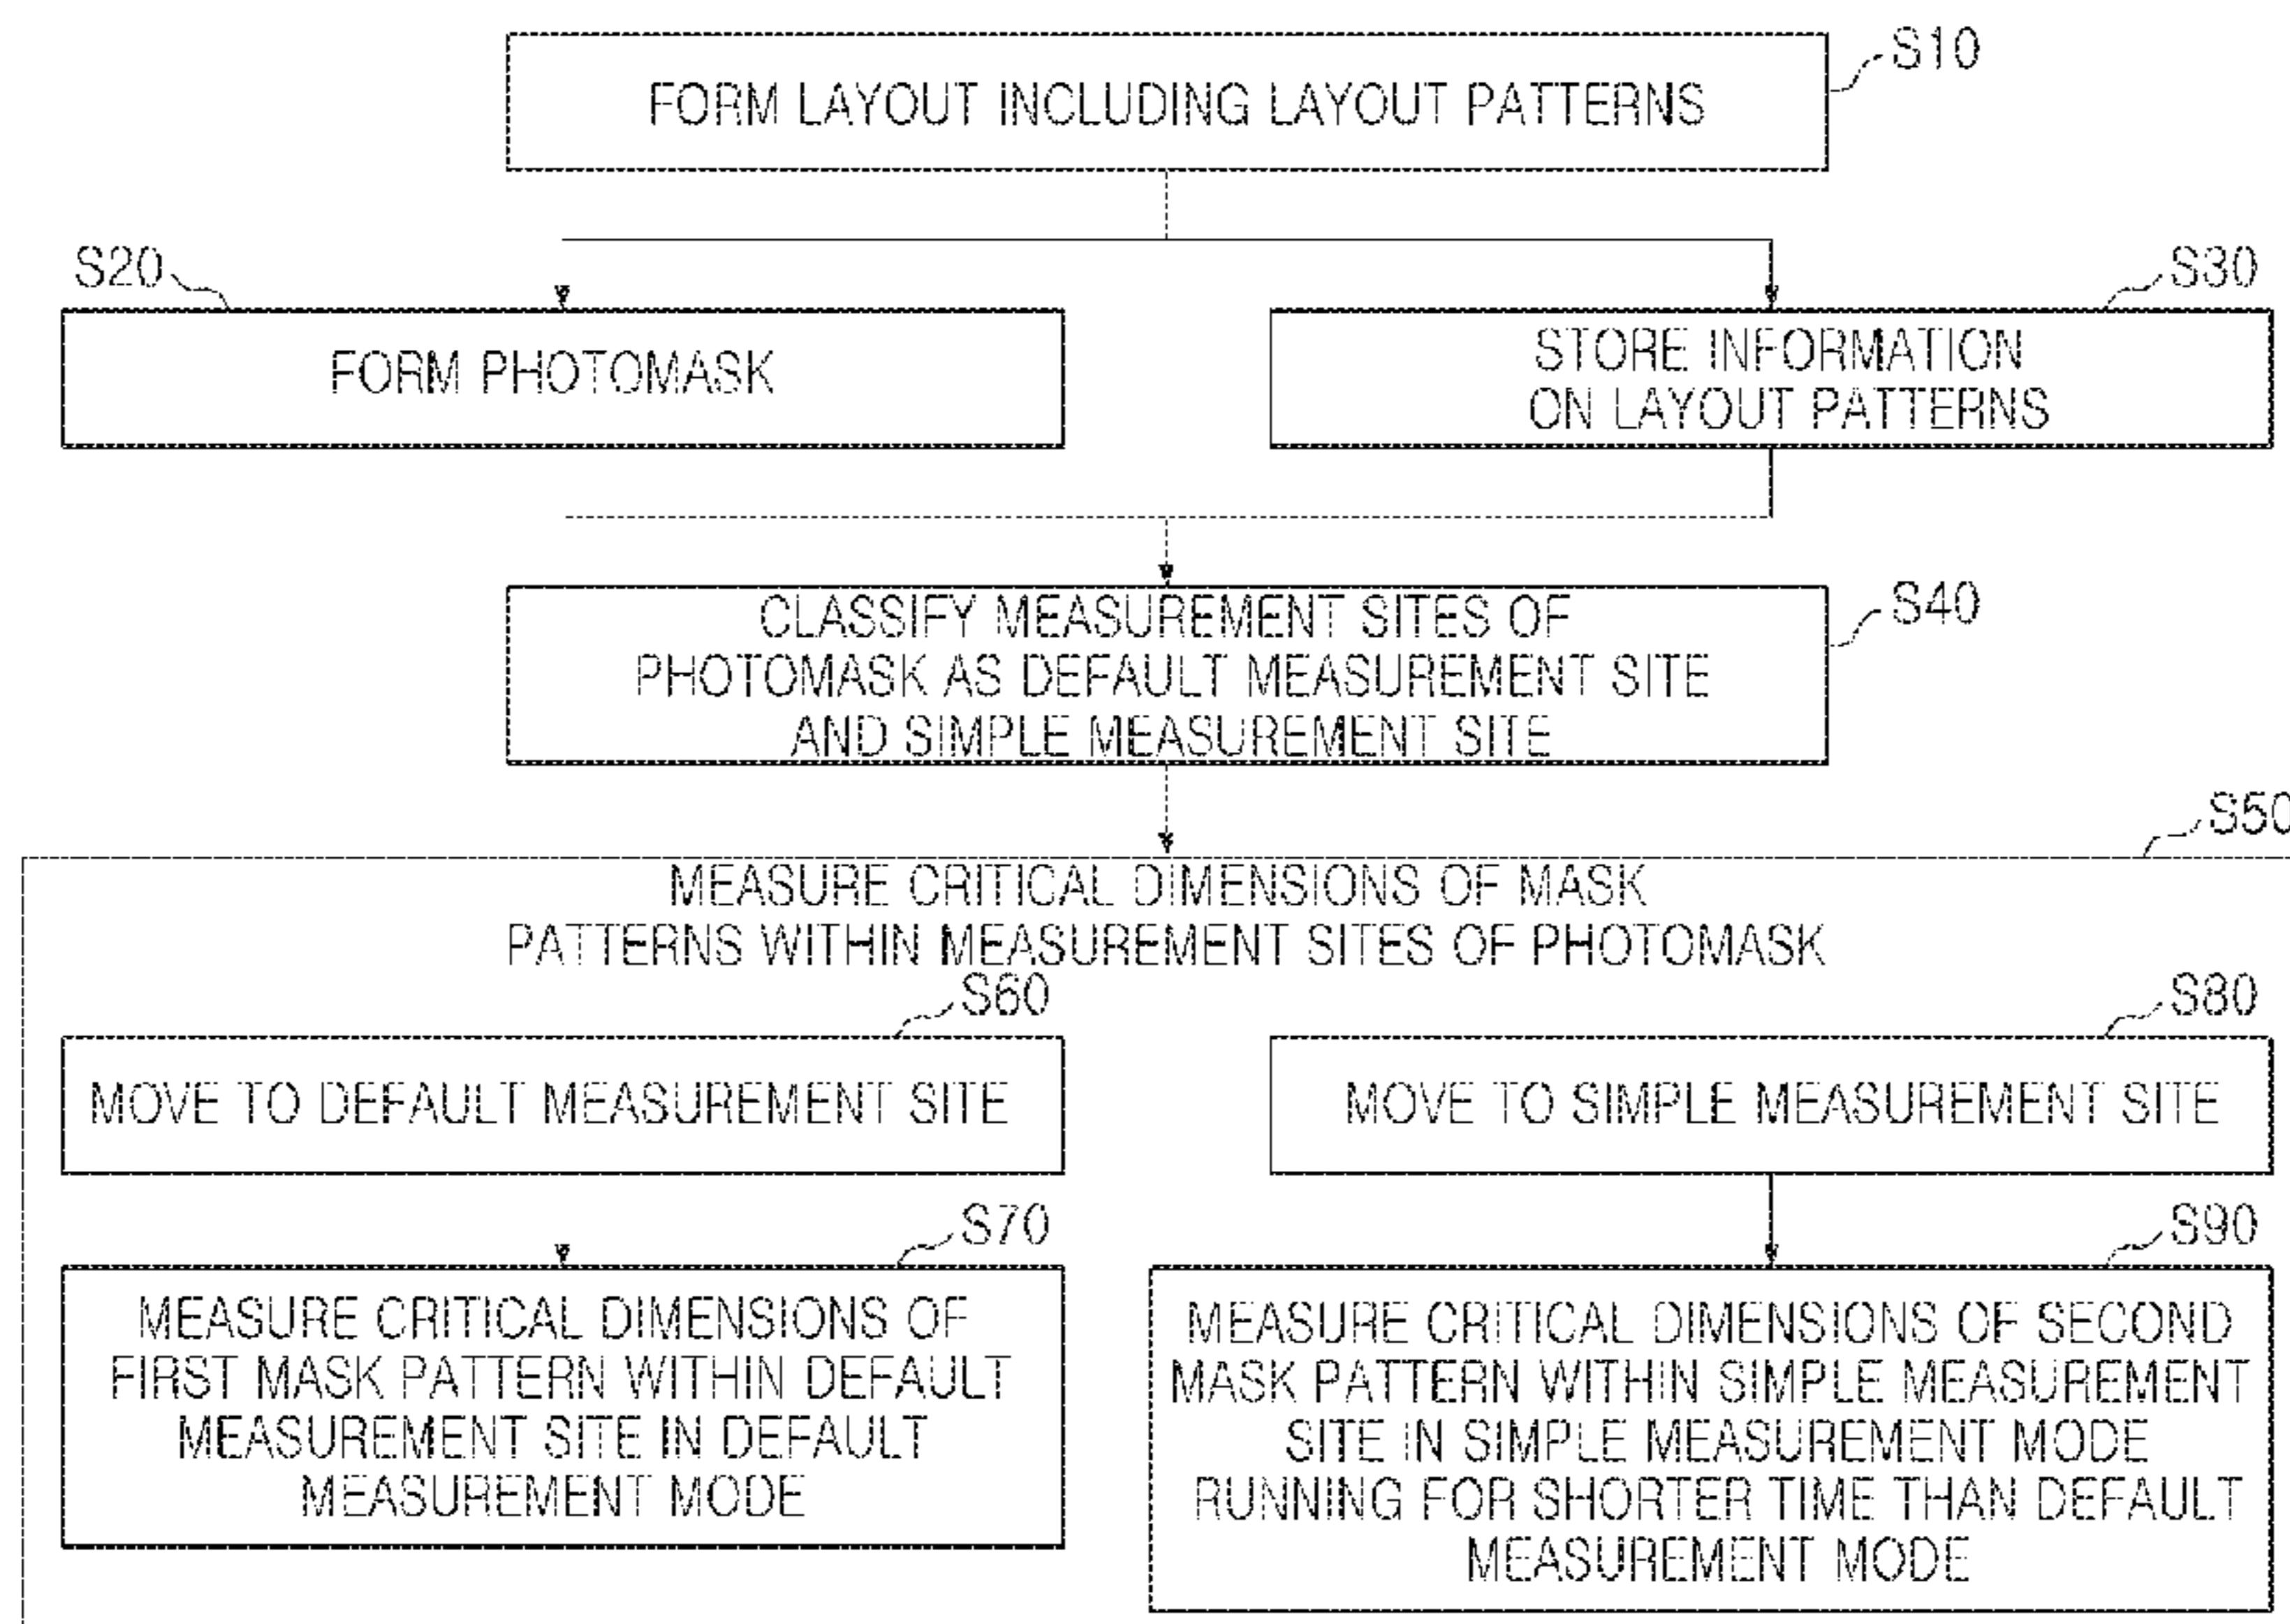 S10
FORM LAYOUT INCLUDING LAYOUT PATTERNS
S20
FORM PHOTOMASK
S30
STORE INFORMATION
ON LAYOUT PATTERNS
S40
CLASSIFY MEASUREMENT SITES OF
PHOTOMASK AS DEFAULT MEASUREMENT SITE
AND SIMPLE MEASUREMENT SITE
S50
MEASURE CRITICAL DIMENSIONS OF MASK
PATTERNS WITHIN MEASUREMENT SITES OF PHOTOMASK
S60
MOVE TO DEFAULT MEASUREMENT SITE
S80
MOVE TO SIMPLE MEASUREMENT SITE
S70
MEASURE CRITICAL DIMENSIONS OF
FIRST MASK PATTERN WITHIN DEFAULT
MEASUREMENT SITE IN DEFAULT
MEASUREMENT MODE
S90
MEASURE CRITICAL DIMENSIONS OF SECOND
MASK PATTERN WITHIN SIMPLE MEASUREMENT
SITE IN SIMPLE MEASUREMENT MODE
RUNNING FOR SHORTER TIME THAN DEFAULT
MEASUREMENT MODE